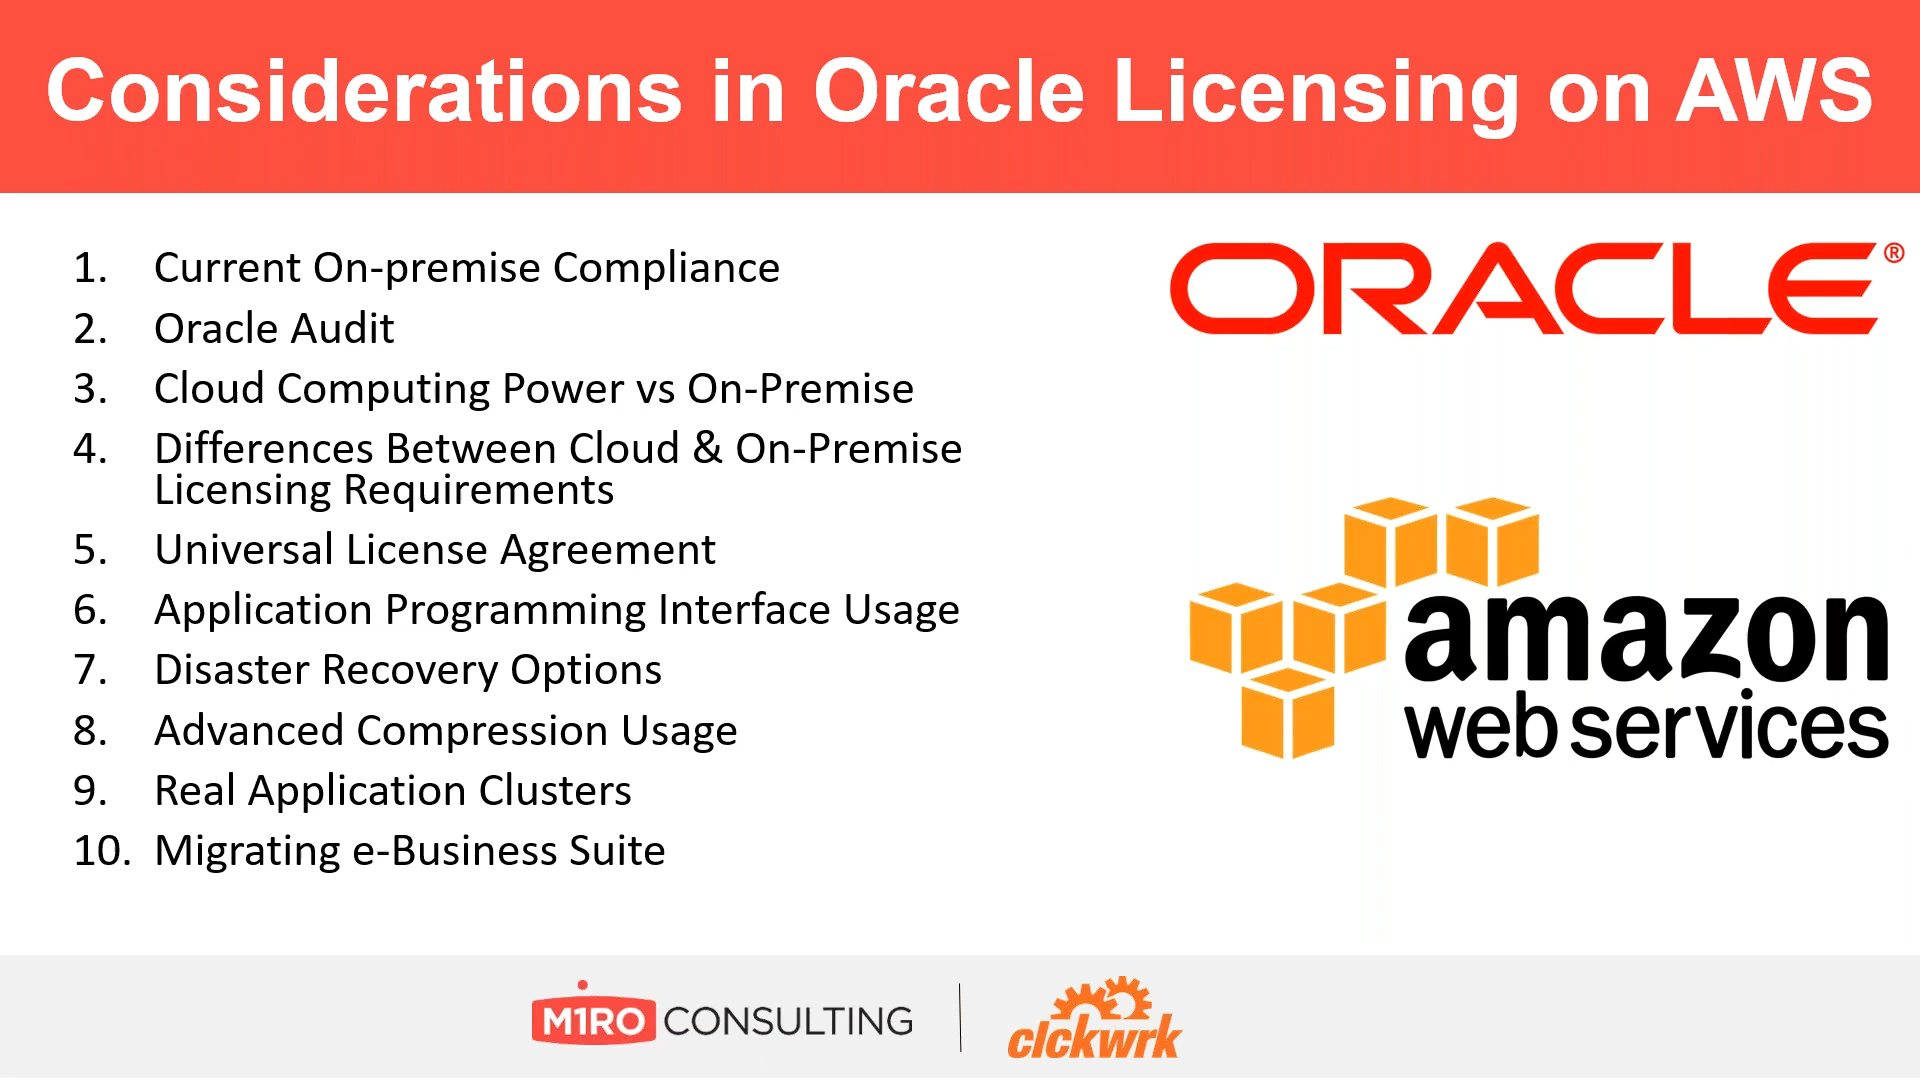 Considerations in Oracle Licensing on AWS
1. Current On-premise Compliance
2. Oracle Audit
3. Cloud Computing Power vs On-Premise
4. Differences Between Cloud & On-Premise
Licensing Requirements
5. Universal License Agreement
6. Application Programming Interface Usage
7. Disaster Recovery Options
8. Advanced Compression Usage
9. Real Application Clusters
10. Migrating e-Business Suite
ORACLE®
amazon
web services
M1RO CONSULTING
clckwrk